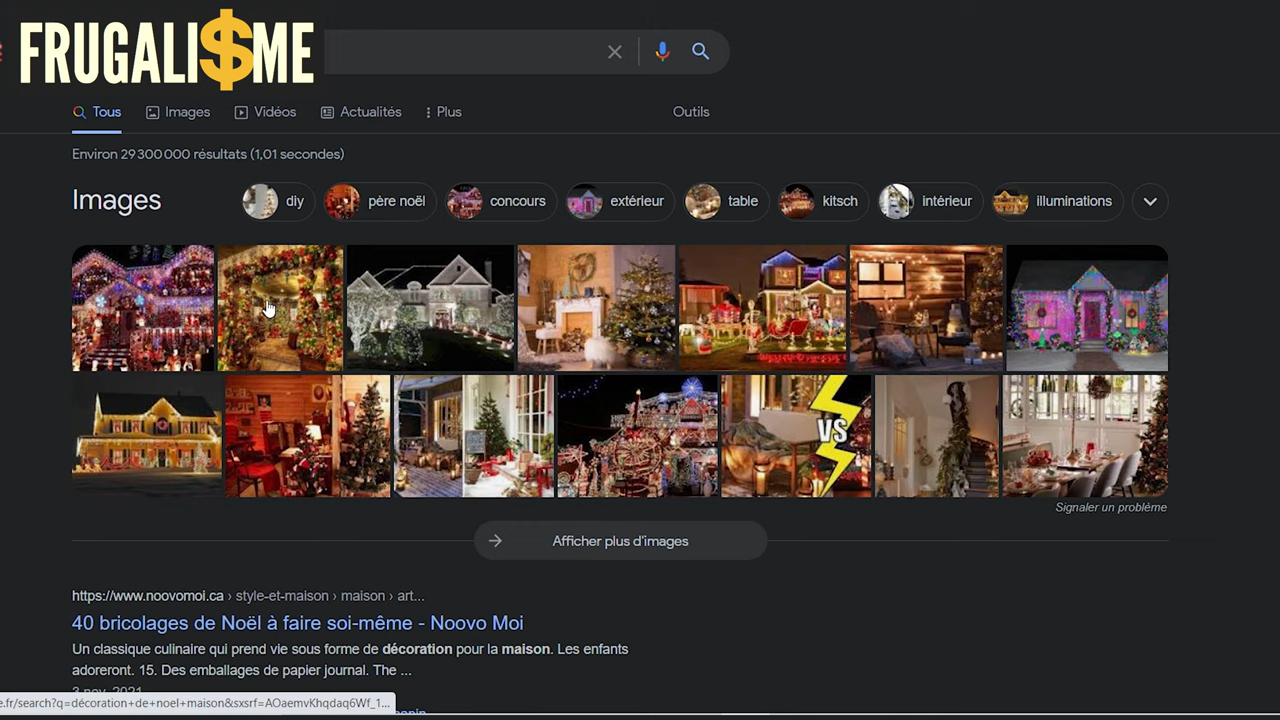 FRUGALI$ME
Tous
Images
Vidéos
Actualités
Plus
Outils
Environ 29 300 000 résultats (1,01 secondes)
Images
diy
père noël
concours
extérieur
table
kitsch
intérieur
illuminations
VS
Signaler un problème
Afficher plus d'images
https://www.noovomoi.ca › style-et-maison › maison › art...
40 bricolages de Noël à faire soi-même - Noovo Moi
Un classique culinaire qui prend vie sous forme de décoration pour la maison. Les enfants
adoreront. 15. Des emballages de papier journal. The ...
3 nov. 2021
e.fr/search?q=décoration+de+noel+maison&sxsrf=AOaemvKhqdaq6Wf_1...